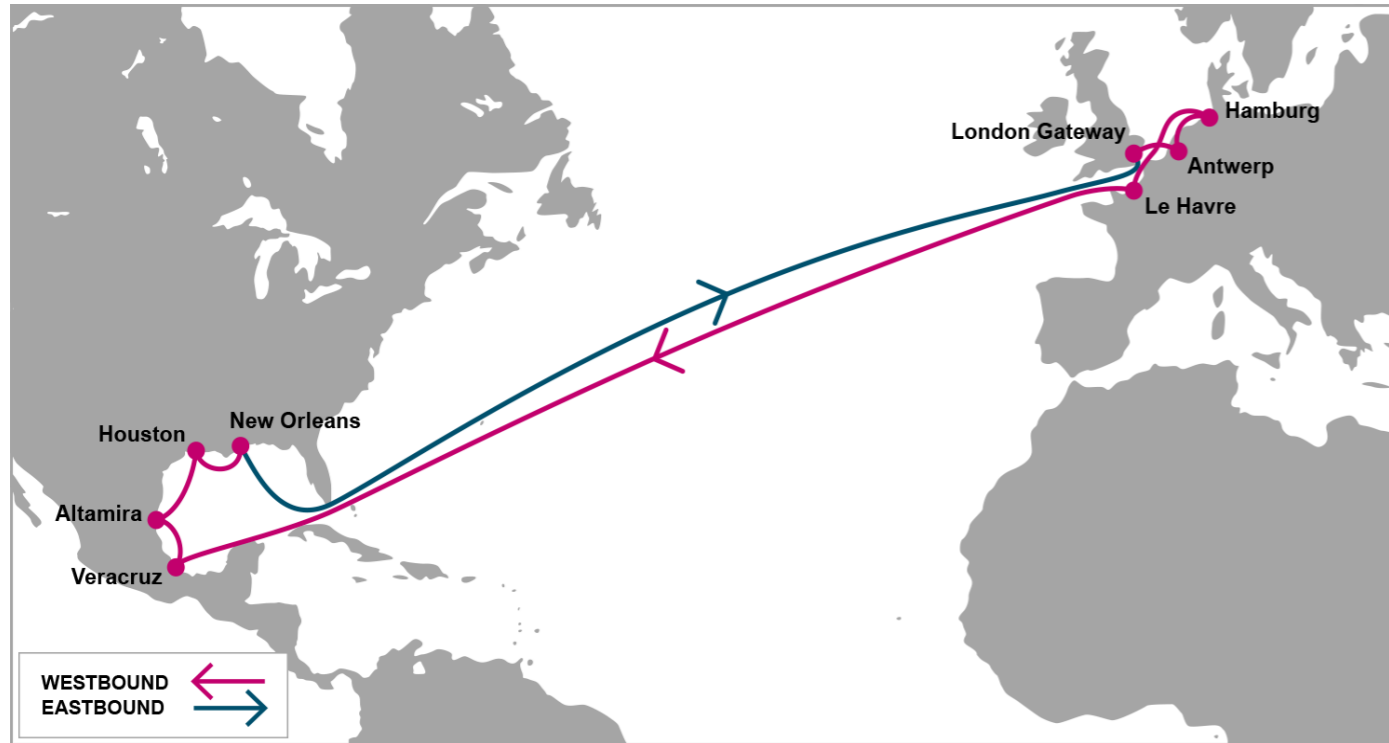 Hamburg
London Gateway
Antwerp
Le Havre
New Orleans
Houston
Altamira
Veracruz
WESTBOUND
EASTBOUND